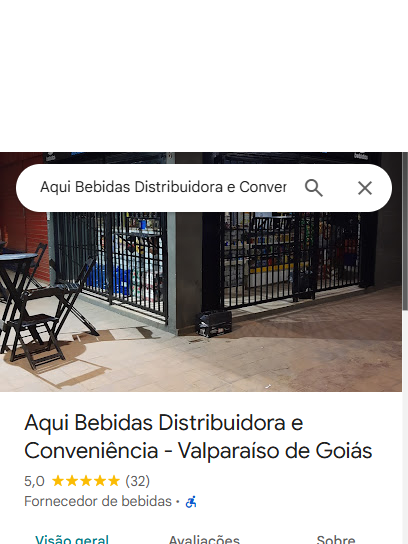 Aqui Bebidas Distribuidora e Conver
Aqui Bebidas Distribuidora e
Conveniência - Valparaíso de Goiás
5,0 (32)
Fornecedor de bebidas ·
Visão geral Avaliações Sobre